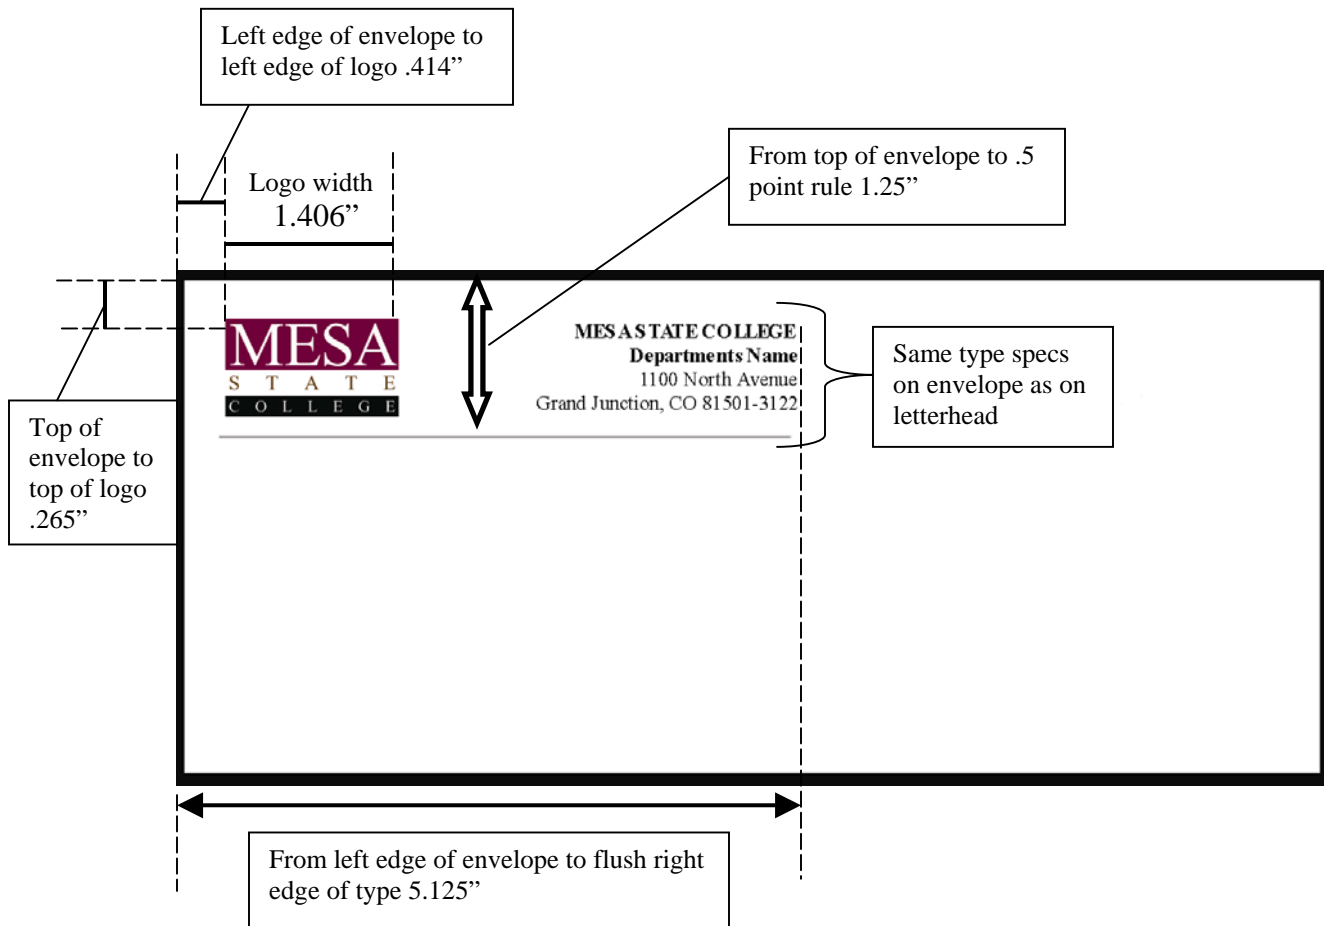 Left edge of envelope to
left edge of logo .414”
From top of envelope to .5
point rule 1.25”
Logo width
1.406”
MESA
STATE
COLLEGE
MESA STATE COLLEGE
Departments Name
1100 North Avenue
Grand Junction, CO 81501-3122
Same type specs
on envelope as on
letterhead
Top of
envelope to
top of logo
.265”
From left edge of envelope to flush right
edge of type 5.125”